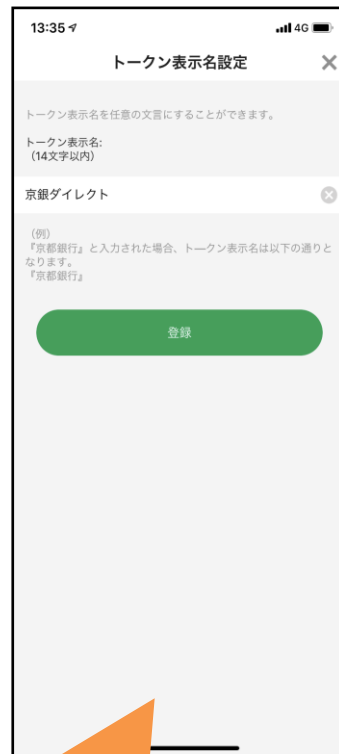 13:35 4G
トークン表示名設定
トークン表示名を任意の文言にすることができます。
トークン表示名:
(14文字以内)
京銀ダイレクト
(例)
『京都銀行』と入力された場合、トークン表示名は以下の通りと
なります。
『京都銀行』
登録